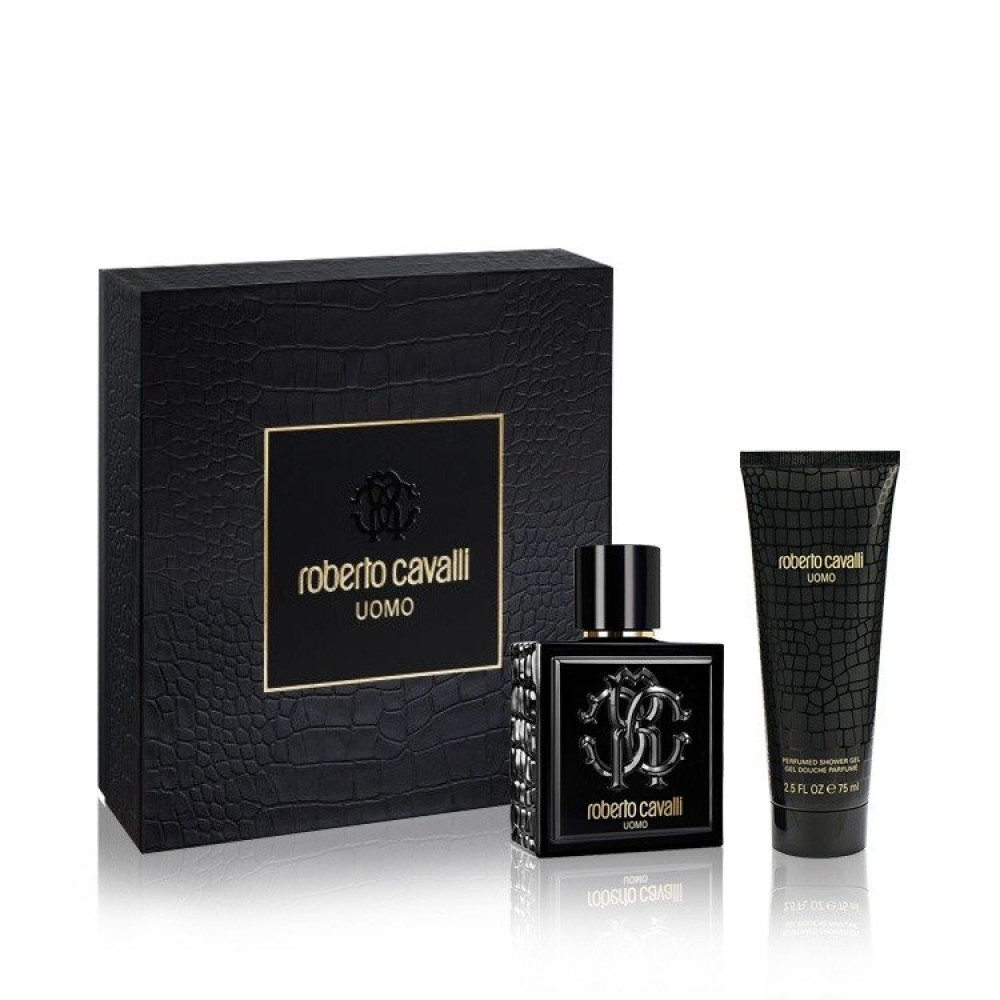 roberto cavalli
UOMO
roberto cavalli
UOMO
roberto cavalli
UOMO
PERFUMED SHOWER GEL
GEL DOUCHE PARFUMÉ
2.5 FL OZ e 75 ml